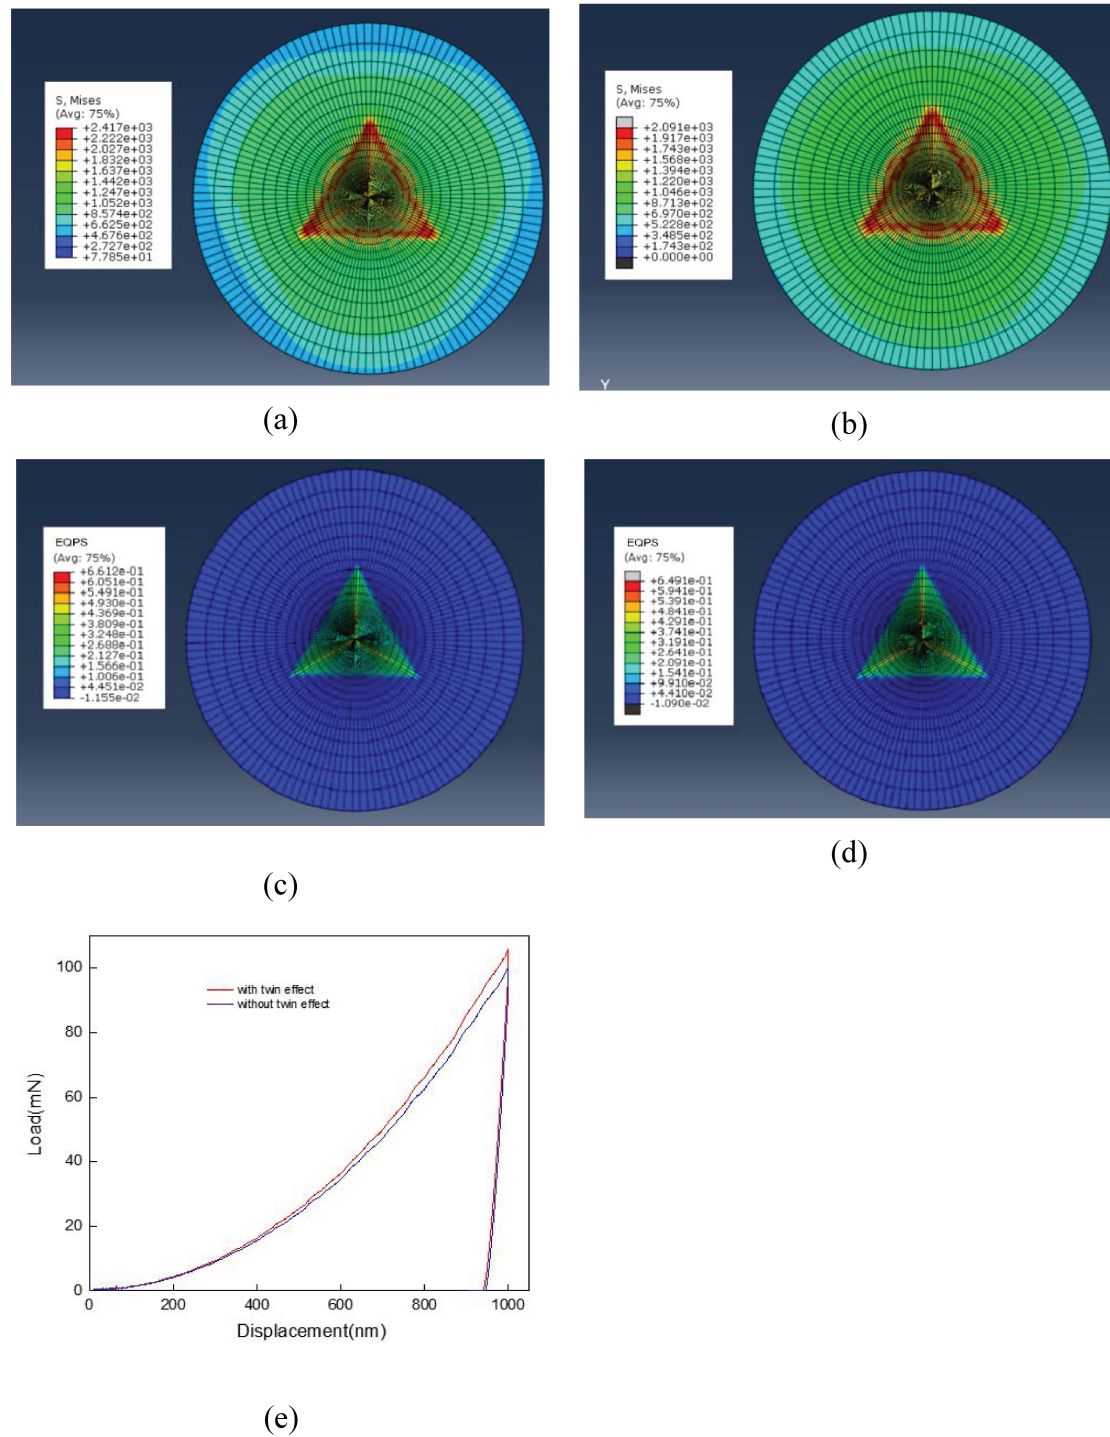 S, Mises
(Avg: 75%)
+2.417e+03
+2.222e+03
+2.027e+03
+1.832e+03
+1.637e+03
+1.442e+03
+1.247e+03
+1.052e+03
+8.574e+02
+6.625e+02
+4.676e+02
+2.727e+02
+7.785e+01
(a)
S, Mises
(Avg: 75%)
+2.091e+03
+1.917e+03
+1.743e+03
+1.568e+03
+1.394e+03
+1.220e+03
+1.046e+03
+8.713e+02
+6.970e+02
+5.228e+02
+3.485e+02
+1.743e+02
+0.000e+00
Y
(b)
EQPS
(Avg: 75%)
+6.612e-01
+6.051e-01
+5.491e-01
+4.930e-01
+4.369e-01
+3.809e-01
+3.248e-01
+2.688e-01
+2.127e-01
+1.566e-01
+1.006e-01
+4.451e-02
-1.155e-02
(c)
EQPS
(Avg: 75%)
+6.491e-01
+5.941e-01
+5.391e-01
+4.841e-01
+4.291e-01
+3.741e-01
+3.191e-01
+2.641e-01
+2.091e-01
+1.541e-01
+9.910e-02
+4.410e-02
-1.090e-02
(d)
100
80
60
40
20
0
Load(mN)
with twin effect
without twin effect
0 200 400 600 800 1000
Displacement(nm)
(e)